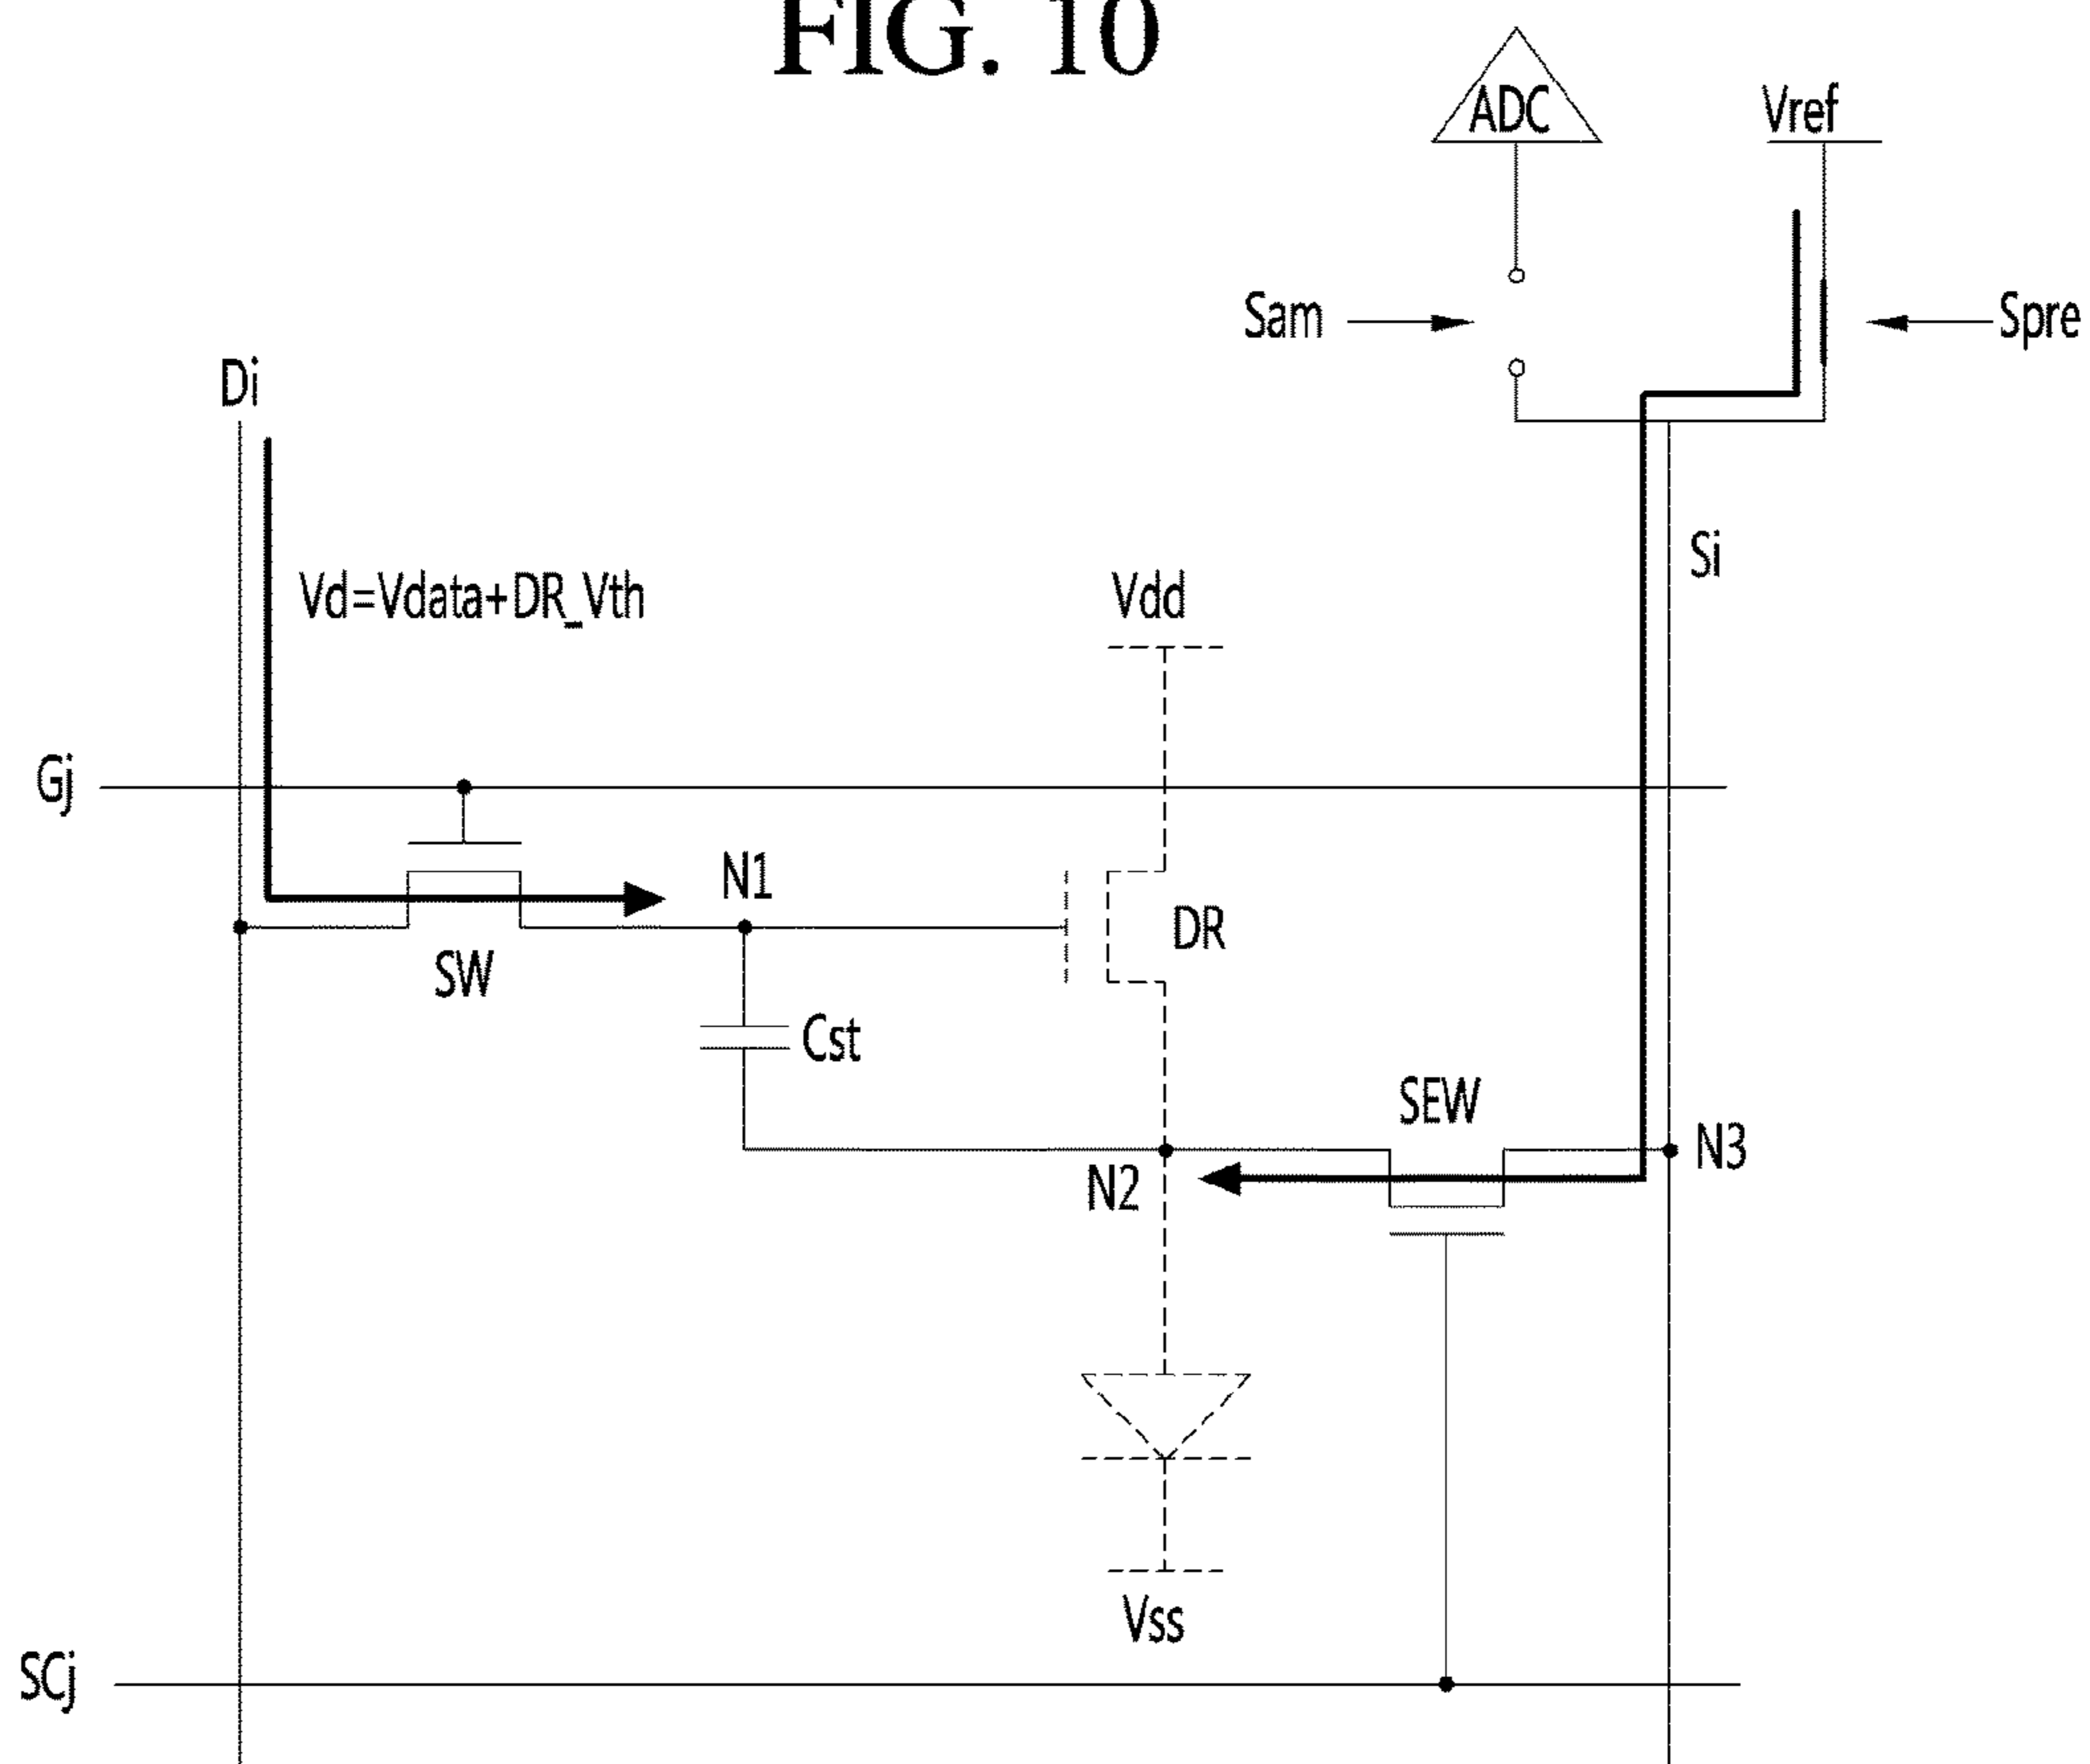 FIG. 10
ADC
Vref
Sam
Spre
Di
Si
Vd=Vdata+DR_Vth
Vdd
Gj
N1
DR
SW
Cst
SEW
N3
N2
Vss
SCj